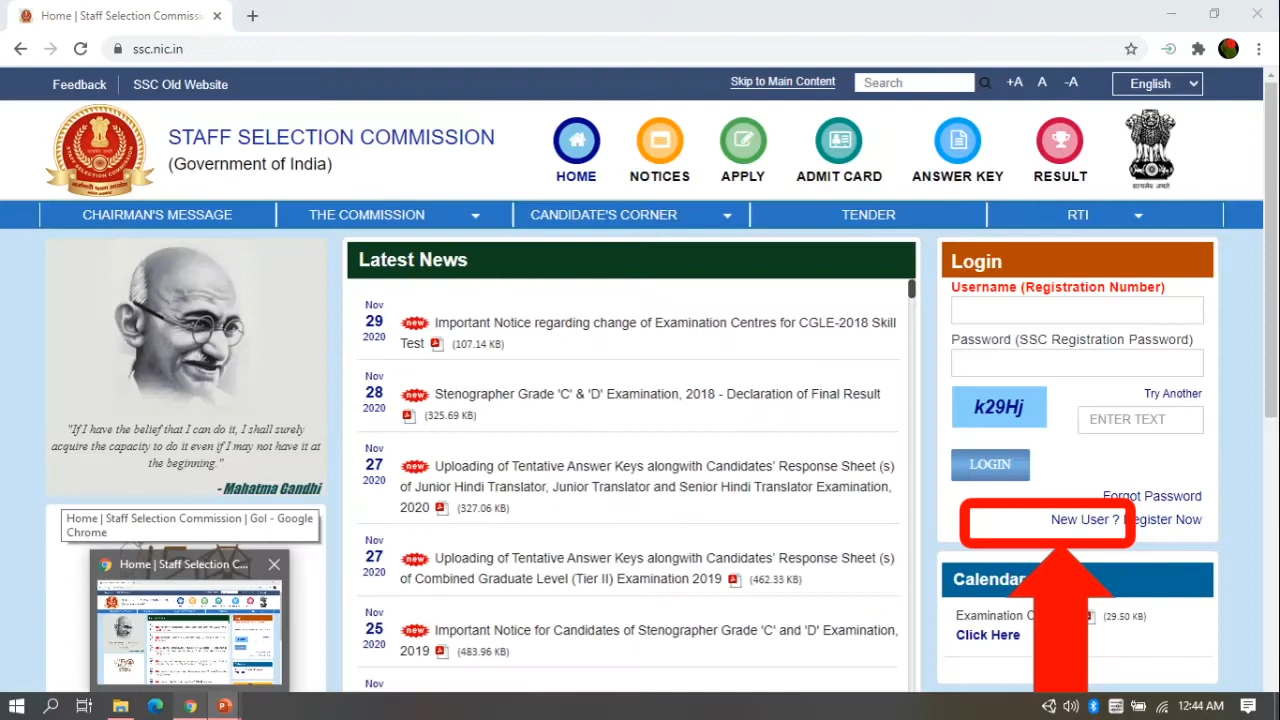 Home | Staff Selection Commiss
ssc.nic.in
Feedback
SSC Old Website
Skip to Main Content
Search
+A
A
-A
English
STAFF SELECTION COMMISSION
(Government of India)
HOME
NOTICES
APPLY
ADMIT CARD
ANSWER KEY
RESULT
सत्यमेव जयते
CHAIRMAN'S MESSAGE
THE COMMISSION
CANDIDATE'S CORNER
TENDER
RTI
"If I have the belief that I can do it, I shall surely
acquire the capacity to do it even if I may not have it at
the beginning."
- Mahatma Gandhi
Latest News
Nov
29
2020
new Important Notice regarding change of Examination Centres for CGLE-2018 Skill
Test (107.14 KB)
Nov
28
2020
new Stenographer Grade 'C' & 'D' Examination, 2018 - Declaration of Final Result
(325.69 KB)
Nov
27
2020
new Uploading of Tentative Answer Keys alongwith Candidates' Response Sheet (s)
of Junior Hindi Translator, Junior Translator and Senior Hindi Translator Examination,
2020 (327.06 KB)
Nov
27
2020
new Uploading of Tentative Answer Keys alongwith Candidates' Response Sheet (s)
of Combined Graduate Level (Tier II) Examination 2019 (462.33 KB)
Nov
25
2020
new Important Notice for Candidates of Stenographer Grade 'C' and 'D' Examination,
2019 (483.96 KB)
Nov
Login
Username (Registration Number)
Password (SSC Registration Password)
k29Hj
Try Another
ENTER TEXT
LOGIN
Forgot Password
New User ? Register Now
Calenda
Examination C (29.50 KB)
Click Here
Home | Staff Selection Commission | GoI - Google
Chrome
Home | Staff Selection C...
12:44 AM